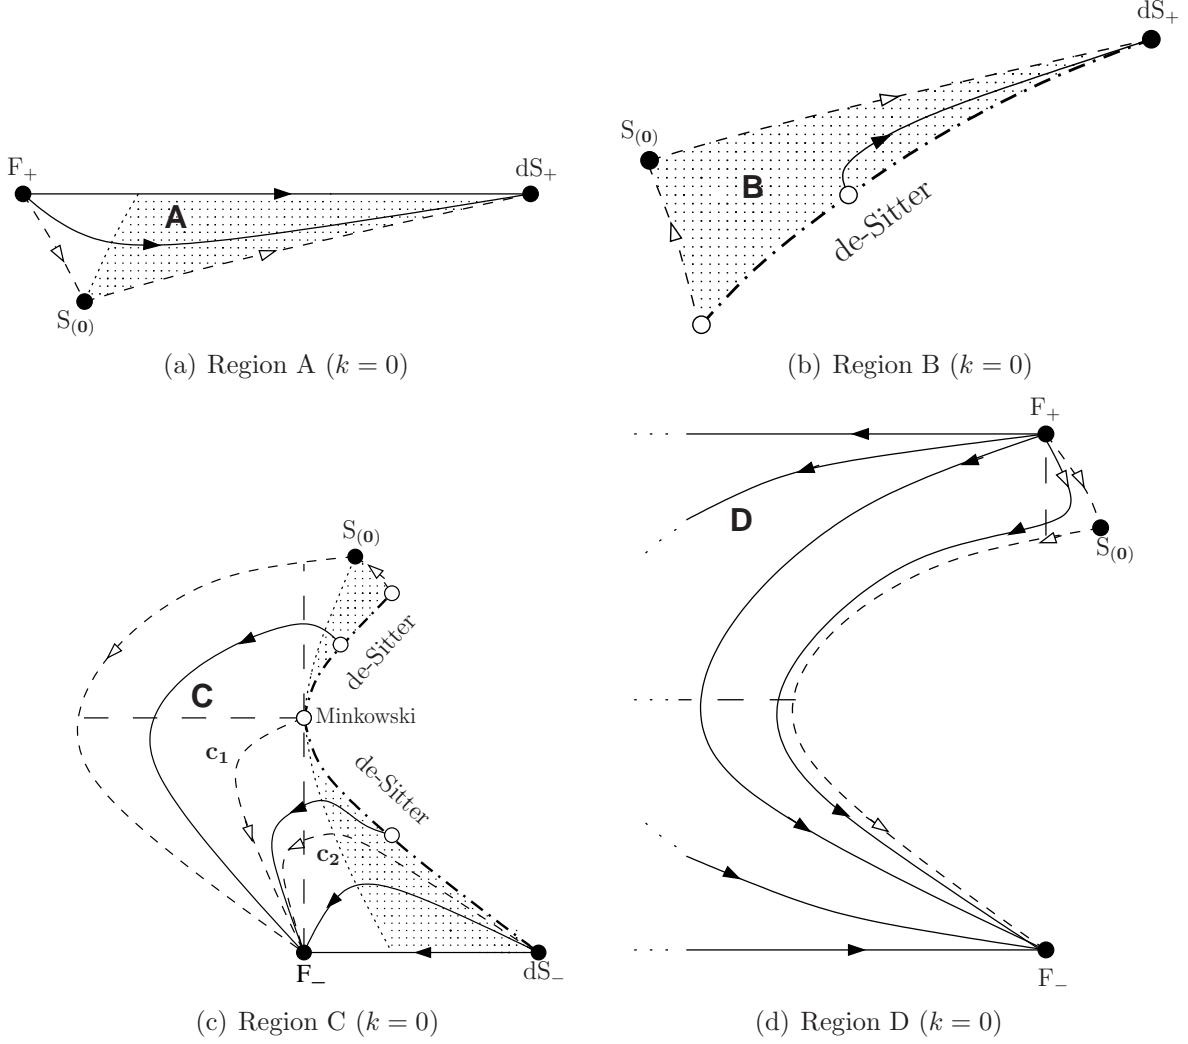 dS₊
F₊
dS₊
A
S₍₀₎
S₍₀₎
B
de-Sitter
(a) Region A (k = 0)
(b) Region B (k = 0)
F₊
D
S₍₀₎
S₍₀₎
de-Sitter
C
Minkowski
c₁
de-Sitter
c₂
F₋
dS₋
F₋
(c) Region C (k = 0)
(d) Region D (k = 0)